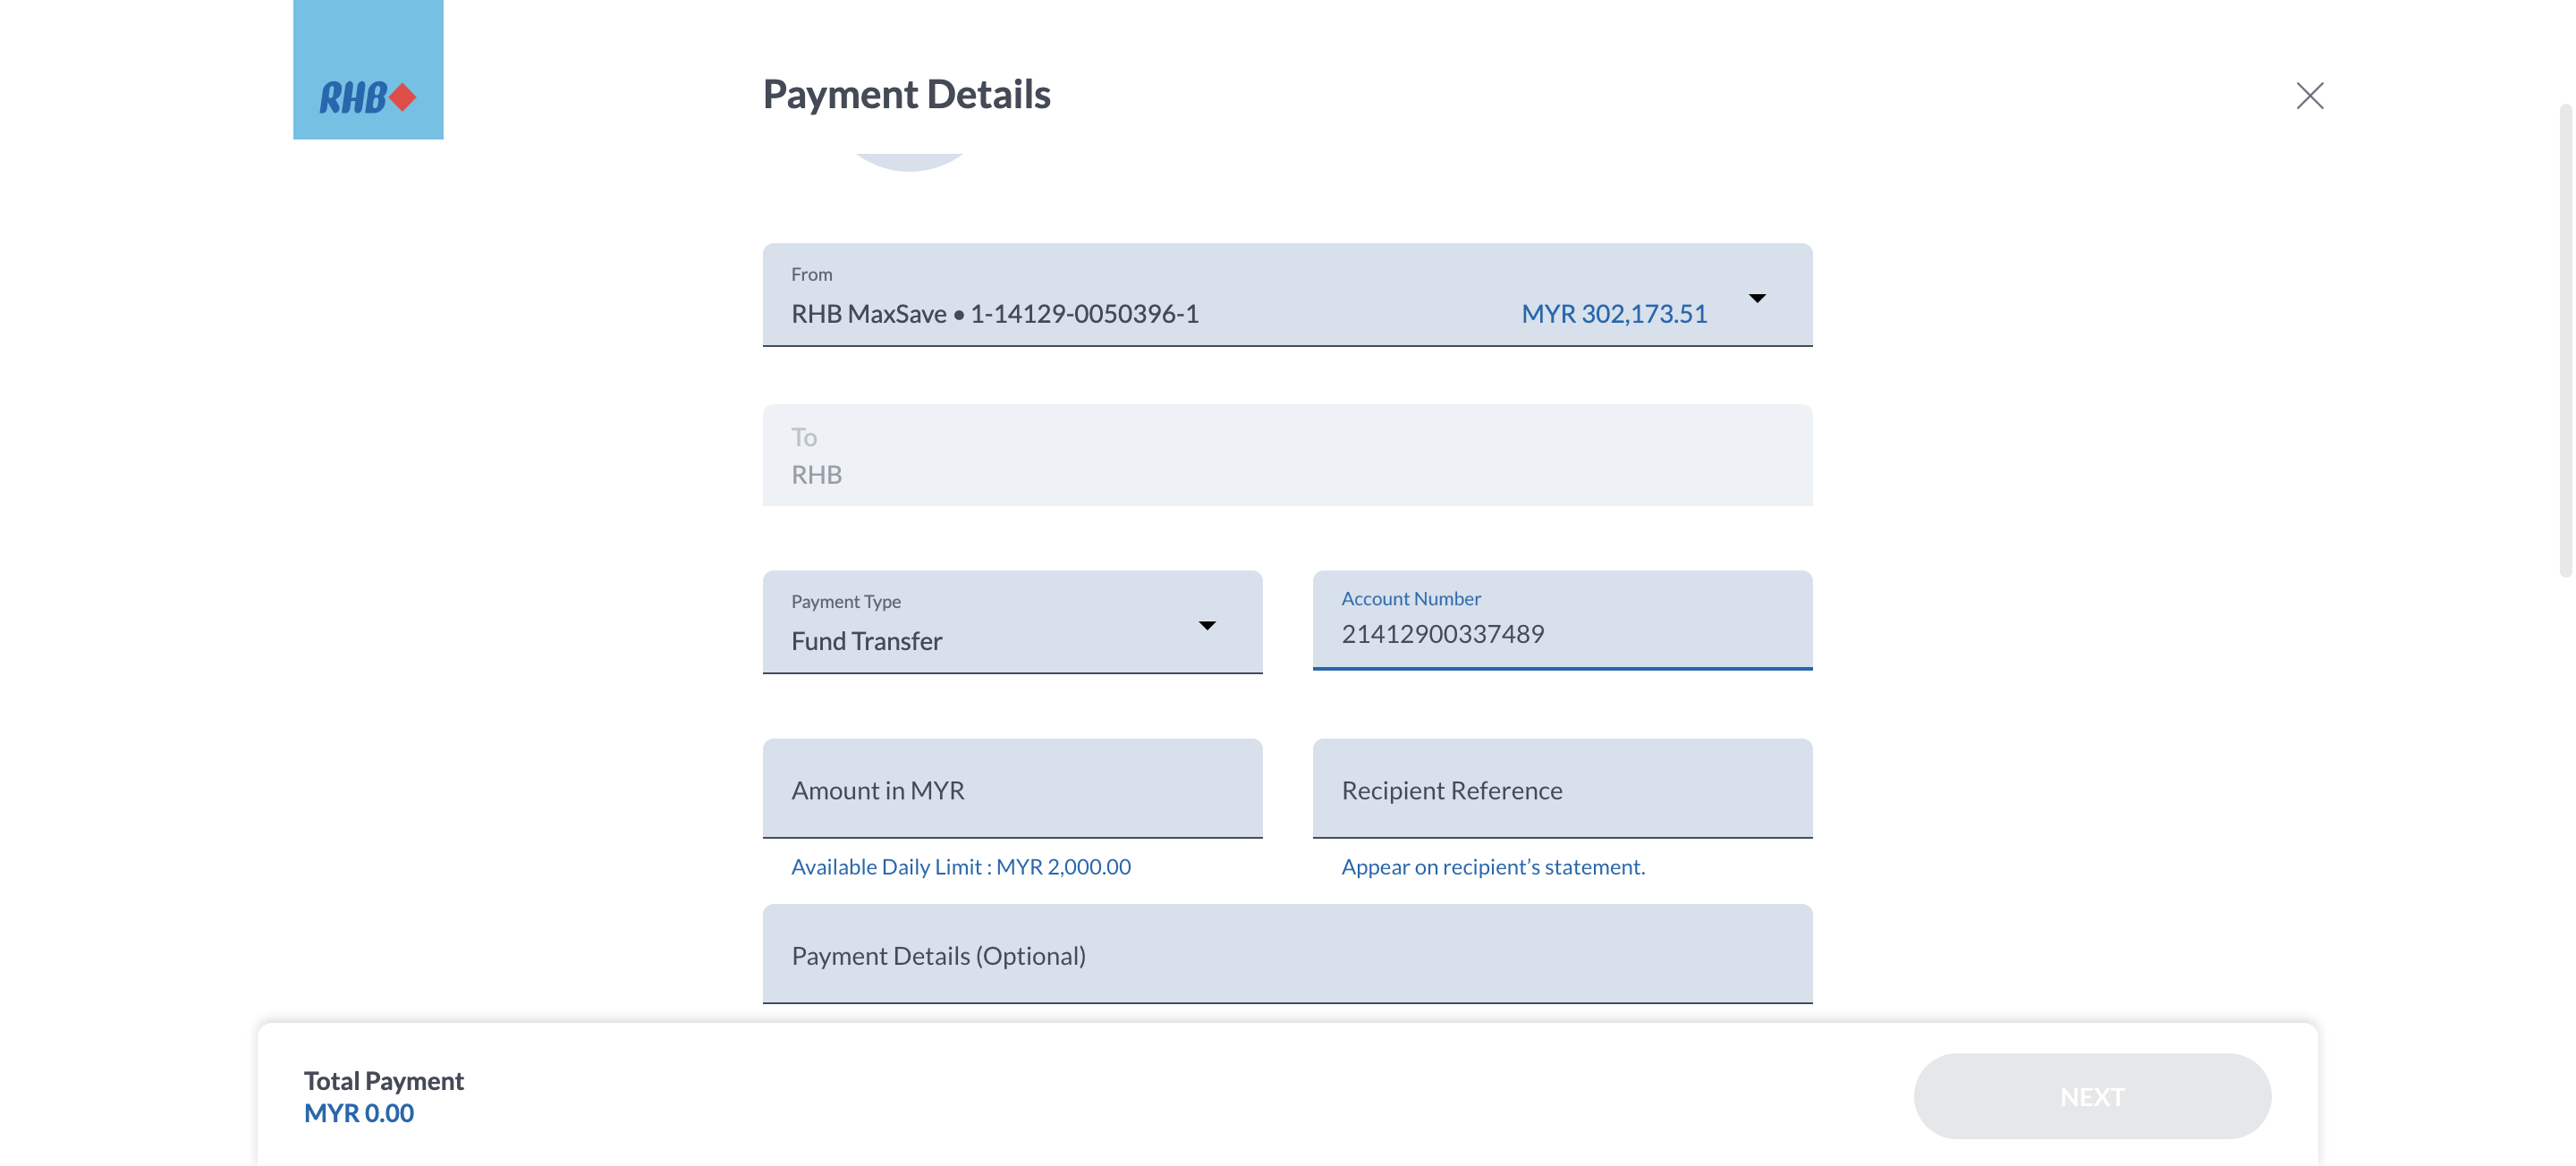 RHB
Payment Details
From
RHB MaxSave • 1-14129-0050396-1
MYR 302,173.51
To
RHB
Payment Type
Fund Transfer
Account Number
21412900337489
Amount in MYR
Recipient Reference
Available Daily Limit : MYR 2,000.00
Appear on recipient’s statement.
Payment Details (Optional)
Total Payment
MYR 0.00
NEXT